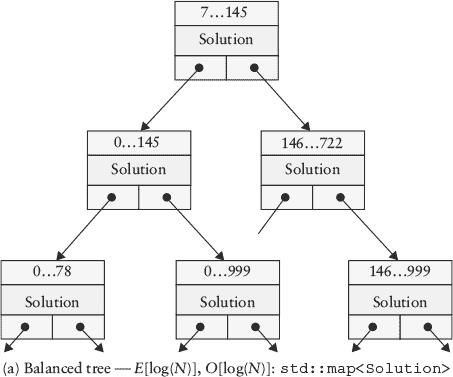 7…145
Solution
0…145
146…722
Solution
Solution
0…78
0…999
146…999
Solution
Solution
Solution
(a) Balanced tree — E[log(N)], O[log(N)]: std::map<Solution>